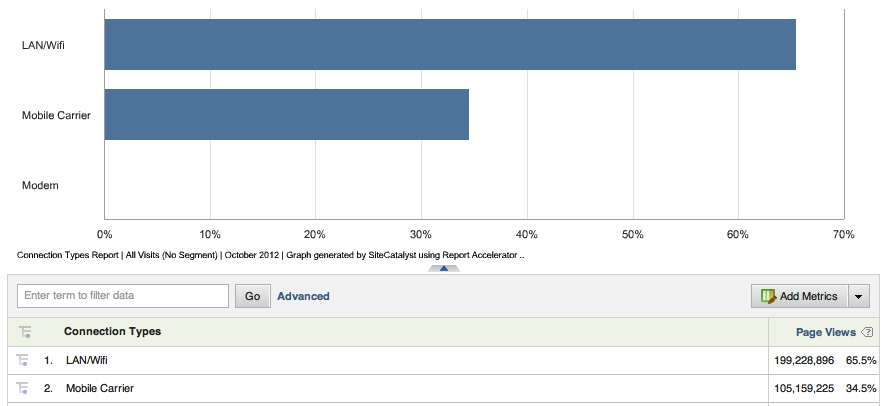 LAN/Wifi
Mobile Carrier
Modem
0% 10% 20% 30% 40% 50% 60% 70%
Connection Types Report | All Visits (No Segment) | October 2012 | Graph generated by SiteCatalyst using Report Accelerator ..
Enter term to filter data Go Advanced Add Metrics
Connection Types Page Views ?
1. LAN/Wifi 199,228,896 65.5%
2. Mobile Carrier 105,159,225 34.5%